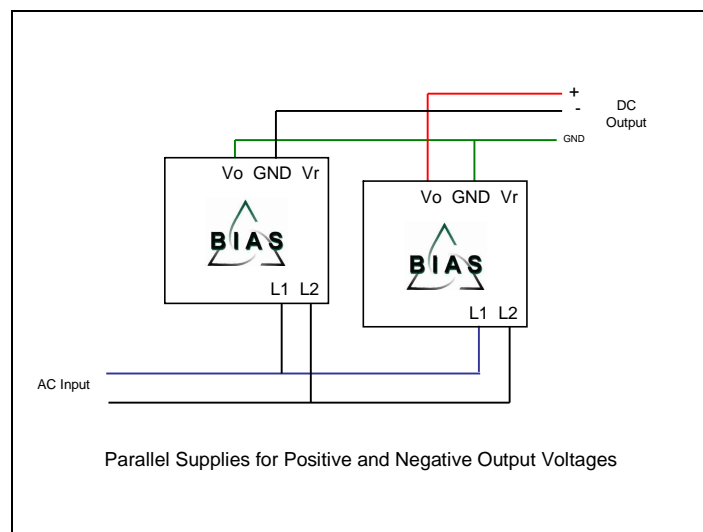 +
-
DC
Output
GND
Vo GND Vr
BIAS
L1 L2
Vo GND Vr
BIAS
L1 L2
AC Input
Parallel Supplies for Positive and Negative Output Voltages